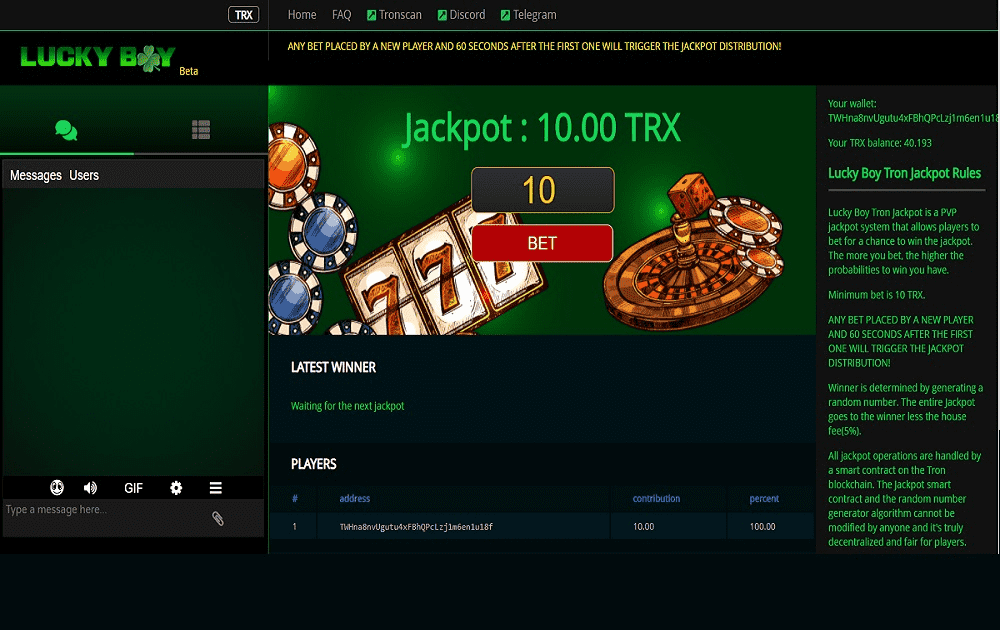 TRX
Home FAQ Tronscan Discord Telegram
LUCKY BOY
Beta
ANY BET PLACED BY A NEW PLAYER AND 60 SECONDS AFTER THE FIRST ONE WILL TRIGGER THE JACKPOT DISTRIBUTION!
Messages Users
GIF
Type a message here...
Jackpot : 10.00 TRX
10
BET
7 7 7
LATEST WINNER
Waiting for the next jackpot
PLAYERS
# address contribution percent
1 TWHna8nvUgutu4xFBhQPcLzj1m6en1u18f 10.00 100.00
Your wallet:
TWHna8nvUgutu4xFBhQPcLzj1m6en1u18
Your TRX balance: 40.193
Lucky Boy Tron Jackpot Rules
Lucky Boy Tron Jackpot is a PVP
jackpot system that allows players to
bet for a chance to win the jackpot.
The more you bet, the higher the
probabilities to win you have.
Minimum bet is 10 TRX.
ANY BET PLACED BY A NEW PLAYER
AND 60 SECONDS AFTER THE FIRST
ONE WILL TRIGGER THE JACKPOT
DISTRIBUTION!
Winner is determined by generating a
random number. The entire Jackpot
goes to the winner less the house
fee(5%).
All jackpot operations are handled by
a smart contract on the Tron
blockchain. The Jackpot smart
contract and the random number
generator algorithm cannot be
modified by anyone and it's truly
decentralized and fair for players.